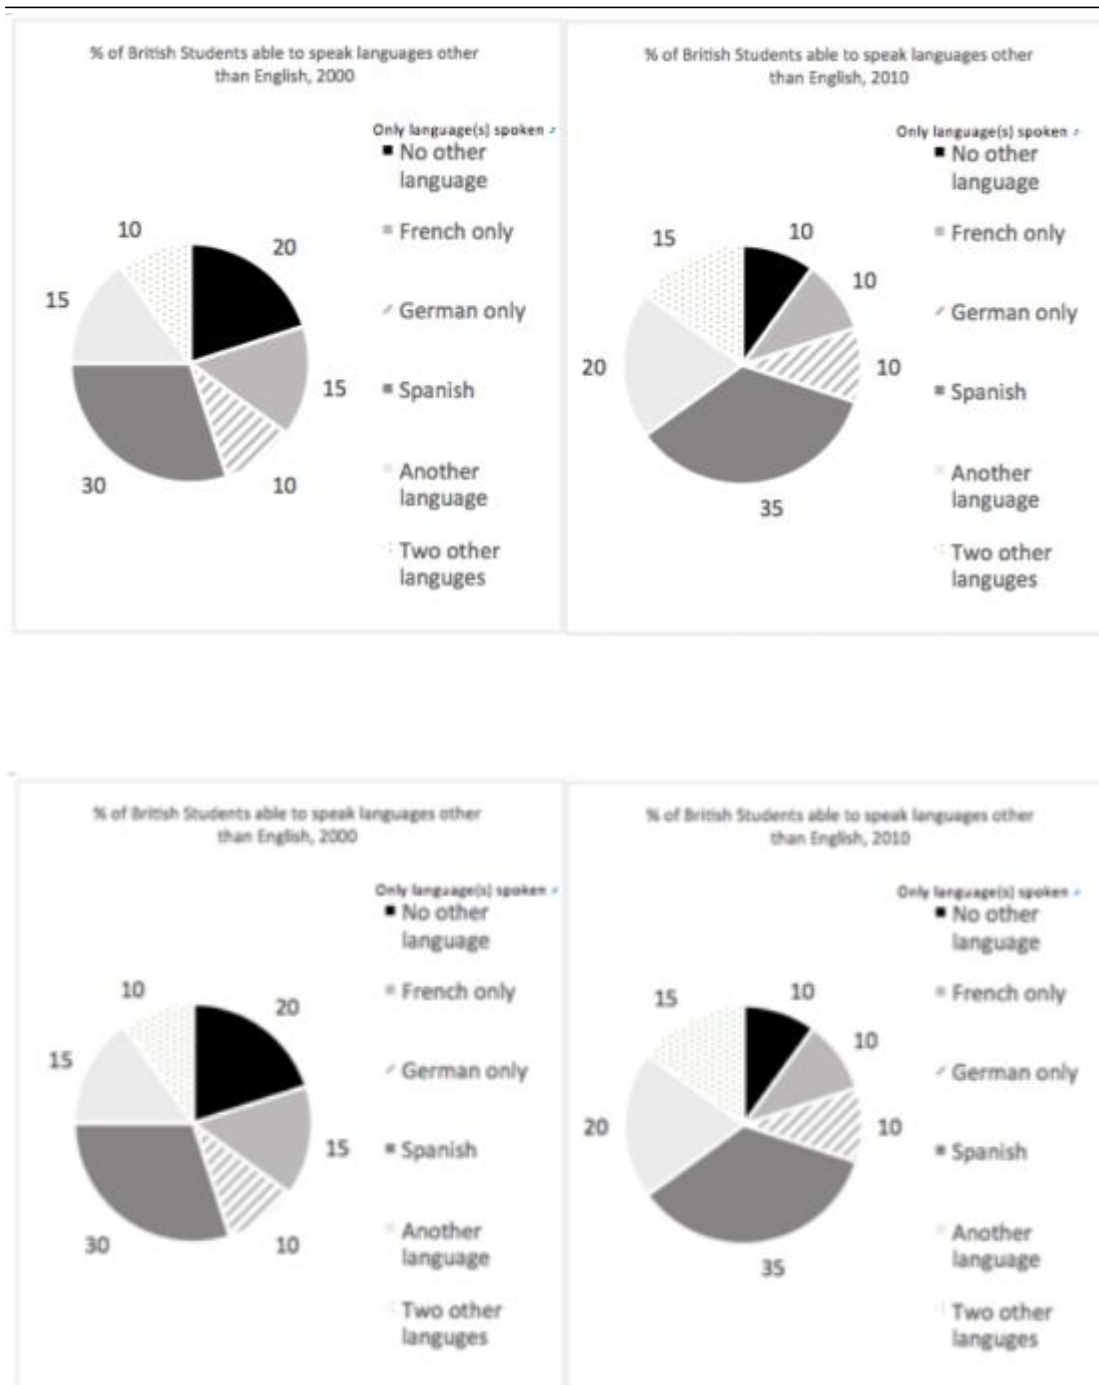 % of British Students able to speak languages other
than English, 2000
Only language(s) spoken
No other
language
French only
German only
Spanish
Another
language
Two other
languges
10
20
15
15
30
10
% of British Students able to speak languages other
than English, 2010
Only language(s) spoken
No other
language
French only
German only
Spanish
Another
language
Two other
languges
15
10
10
20
10
35
% of British Students able to speak languages other
than English, 2000
Only language(s) spoken
No other
language
French only
German only
Spanish
Another
language
Two other
languges
10
20
15
15
30
10
% of British Students able to speak languages other
than English, 2010
Only language(s) spoken
No other
language
French only
German only
Spanish
Another
language
Two other
languges
15
10
10
20
10
35